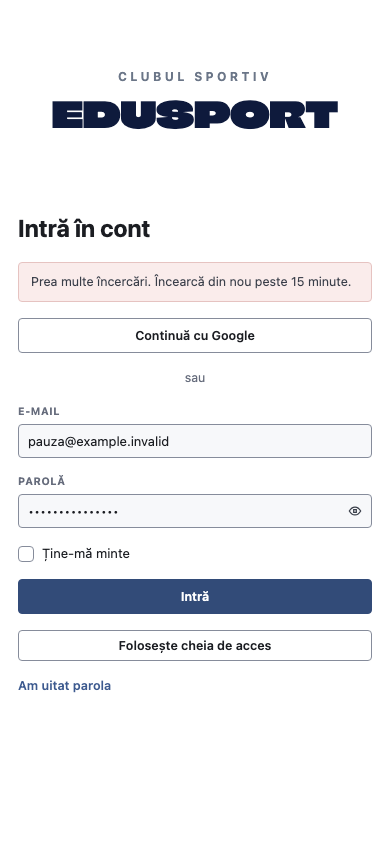 CLUBUL SPORTIV
EDUSPORT
Intră în cont
Prea multe încercări. Încearcă din nou peste 15 minute.
Continuă cu Google
sau
E-MAIL
pauza@example.invalid
PAROLĂ
•••••••••••••••
Ține-mă minte
Intră
Folosește cheia de acces
Am uitat parola